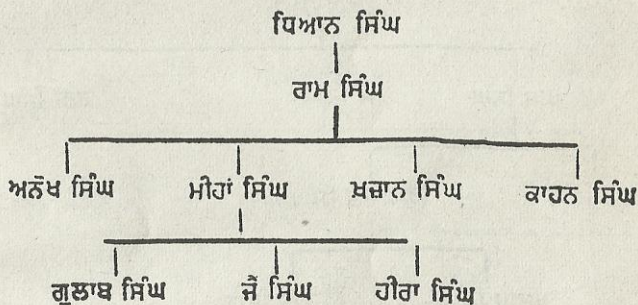 ਧਿਆਨ ਸਿੰਘ
ਰਾਮ ਸਿੰਘ
ਅਨੋਖ ਸਿੰਘ ਮੀਹਾਂ ਸਿੰਘ ਖ਼ਜ਼ਾਨ ਸਿੰਘ ਕਾਹਨ ਸਿੰਘ
ਗੁਲਾਬ ਸਿੰਘ ਜੈ ਸਿੰਘ ਹੀਰਾ ਸਿੰਘ